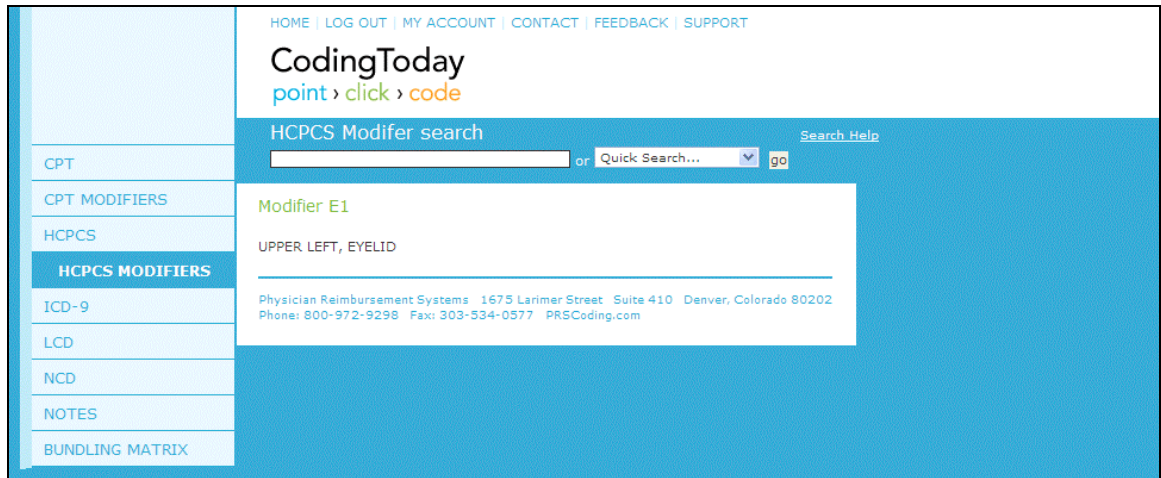 HOME | LOG OUT | MY ACCOUNT | CONTACT | FEEDBACK | SUPPORT
CodingToday
point › click › code
HCPCS Modifer search
Search Help
or Quick Search... go
CPT
CPT MODIFIERS
HCPCS
HCPCS MODIFIERS
ICD-9
LCD
NCD
NOTES
BUNDLING MATRIX
Modifier E1
UPPER LEFT, EYELID
Physician Reimbursement Systems 1675 Larimer Street Suite 410 Denver, Colorado 80202
Phone: 800-972-9298 Fax: 303-534-0577 PRSCoding.com